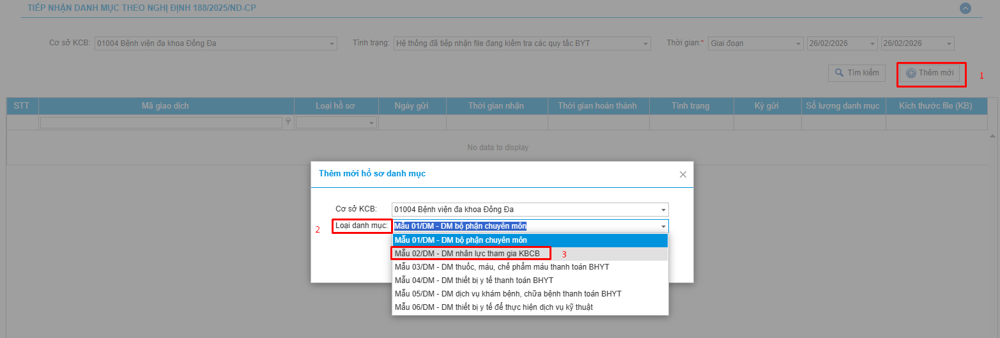 TIẾP NHẬN DANH MỤC THEO NGHỊ ĐỊNH 188/2025/ND-CP
Cơ sở KCB: 01004 Bệnh viện đa khoa Đống Đa Tình trạng: Hệ thống đã tiếp nhận file đang kiểm tra các quy tắc BYT Thời gian:* Giai đoạn 26/02/2026 26/02/2026
Tìm kiếm Thêm mới 1
STT Mã giao dịch Loại hồ sơ Ngày gửi Thời gian nhận Thời gian hoàn thành Tình trạng Kỳ gửi Số lượng danh mục Kích thước file (KB)
No data to display
Thêm mới hồ sơ danh mục
Cơ sở KCB: 01004 Bệnh viện đa khoa Đống Đa
2 Loại danh mục: Mẫu 01/DM - DM bộ phận chuyên môn
Mẫu 01/DM - DM bộ phận chuyên môn
Mẫu 02/DM - DM nhân lực tham gia KBCB 3
Mẫu 03/DM - DM thuốc, máu, chế phẩm máu thanh toán BHYT
Mẫu 04/DM - DM thiết bị y tế thanh toán BHYT
Mẫu 05/DM - DM dịch vụ khám bệnh, chữa bệnh thanh toán BHYT
Mẫu 06/DM - DM thiết bị y tế để thực hiện dịch vụ kỹ thuật